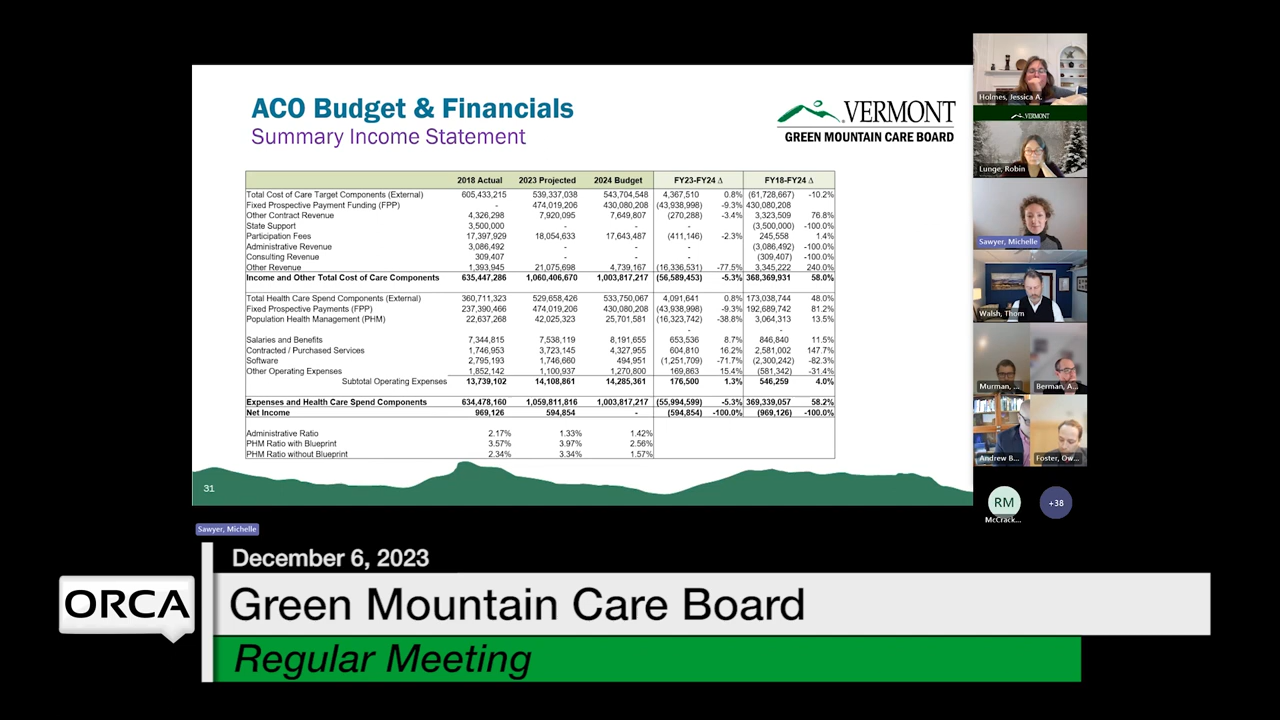 ACO Budget & Financials
Summary Income Statement
VERMONT
GREEN MOUNTAIN CARE BOARD
2018 Actual 2023 Projected 2024 Budget FY23-FY24 Δ FY18-FY24 Δ
Total Cost of Care Target Components (External) 605,433,215 539,337,038 543,704,548 4,367,510 0.8% (61,728,667) -10.2%
Fixed Prospective Payment Funding (FPP) - 474,019,206 430,080,208 (43,938,998) -9.3% 430,080,208
Other Contract Revenue 4,326,298 7,920,095 7,649,807 (270,288) -3.4% 3,323,509 76.8%
State Support 3,500,000 - - - (3,500,000) -100.0%
Participation Fees 17,397,929 18,054,633 17,643,487 (411,146) -2.3% 245,558 1.4%
Administrative Revenue 3,086,492 - - - (3,086,492) -100.0%
Consulting Revenue 309,407 - - - (309,407) -100.0%
Other Revenue 1,393,945 21,075,698 4,739,167 (16,336,531) -77.5% 3,345,222 240.0%
Income and Other Total Cost of Care Components 635,447,286 1,060,406,670 1,003,817,217 (56,589,453) -5.3% 368,369,931 58.0%
Total Health Care Spend Components (External) 360,711,323 529,658,426 533,750,067 4,091,641 0.8% 173,038,744 48.0%
Fixed Prospective Payments (FPP) 237,390,466 474,019,206 430,080,208 (43,938,998) -9.3% 192,689,742 81.2%
Population Health Management (PHM) 22,637,268 42,025,323 25,701,581 (16,323,742) -38.8% 3,064,313 13.5%
- -
Salaries and Benefits 7,344,815 7,538,119 8,191,655 653,536 8.7% 846,840 11.5%
Contracted / Purchased Services 1,746,953 3,723,145 4,327,955 604,810 16.2% 2,581,002 147.7%
Software 2,795,193 1,746,660 494,951 (1,251,709) -71.7% (2,300,242) -82.3%
Other Operating Expenses 1,852,142 1,100,937 1,270,800 169,863 15.4% (581,342) -31.4%
Subtotal Operating Expenses 13,739,102 14,108,861 14,285,361 176,500 1.3% 546,259 4.0%
Expenses and Health Care Spend Components 634,478,160 1,059,811,816 1,003,817,217 (55,994,599) -5.3% 369,339,057 58.2%
Net Income 969,126 594,854 - (594,854) -100.0% (969,126) -100.0%
Administrative Ratio 2.17% 1.33% 1.42%
PHM Ratio with Blueprint 3.57% 3.97% 2.56%
PHM Ratio without Blueprint 2.34% 3.34% 1.57%
31
Holmes, Jessica A.
VERMONT
Lunge, Robin
Sawyer, Michelle
Walsh, Thom
Murman, ...
Berman, A...
Andrew B...
Foster, Ow...
RM
McCrack...
+38
Sawyer, Michelle
December 6, 2023
ORCA
Green Mountain Care Board
Regular Meeting